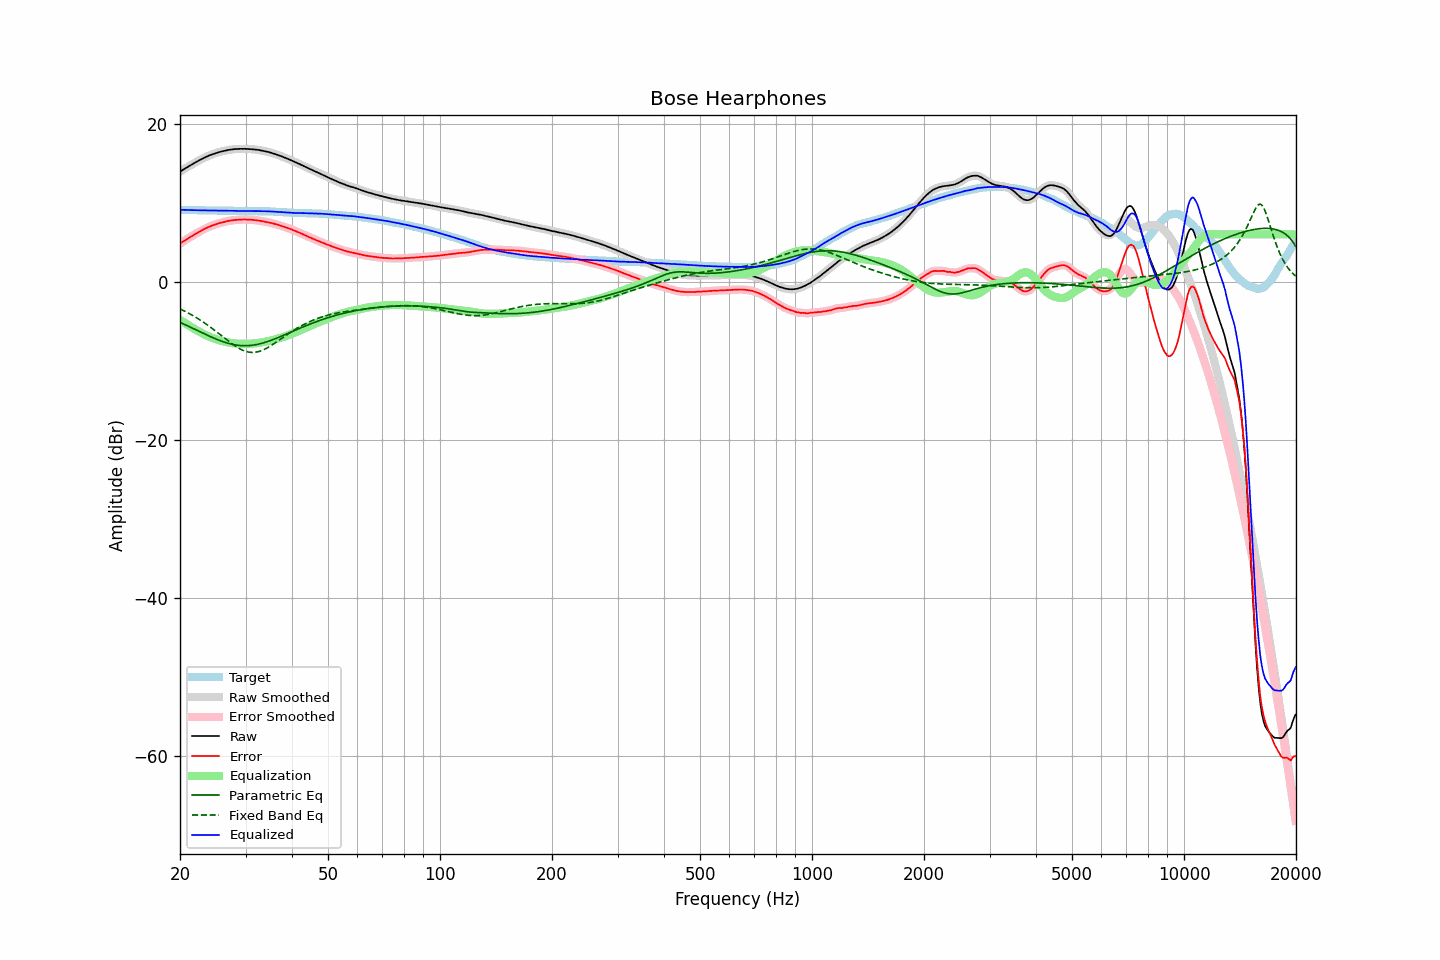 Bose Hearphones
20
0
−20
−40
−60
Amplitude (dBr)
Target
Raw Smoothed
Error Smoothed
Raw
Error
Equalization
Parametric Eq
Fixed Band Eq
Equalized
20 50 100 200 500 1000 2000 5000 10000 20000
Frequency (Hz)